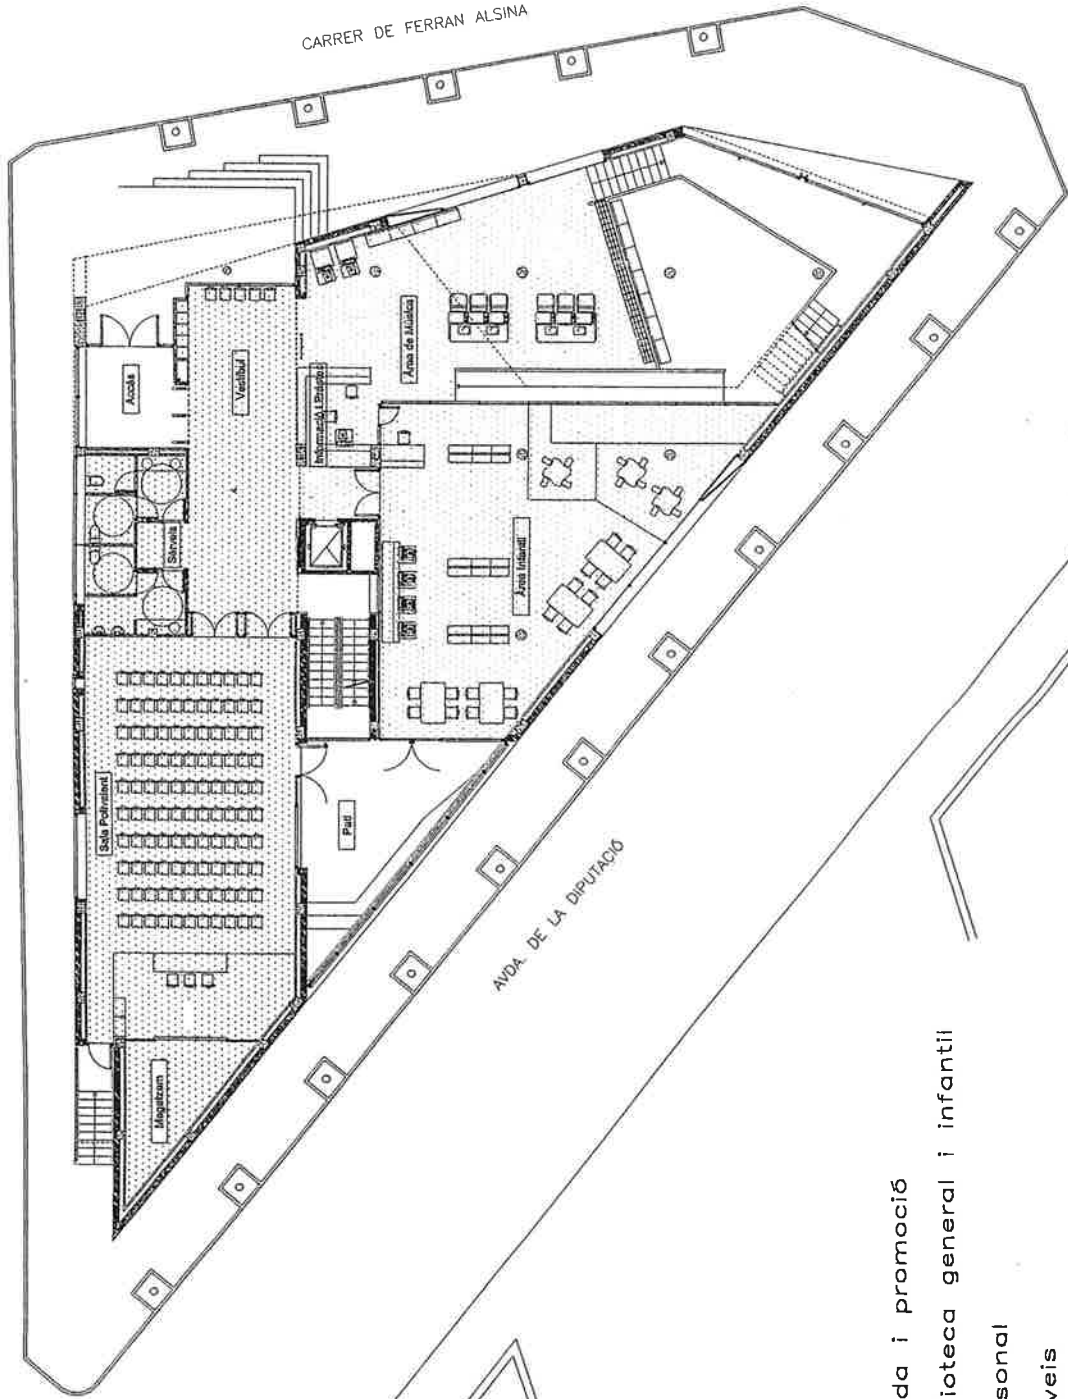 CARRER DE FERRAN ALSINA
Accés
Vestíbul
Serveis
Àrea de Música
Informació i Préstec
Àrea Infantil
Sala Polivalent
Pati
Magatzem
AVDA. DE LA DIPUTACIÓ
da i promoció
ioteca general i infantil
sonal
veis